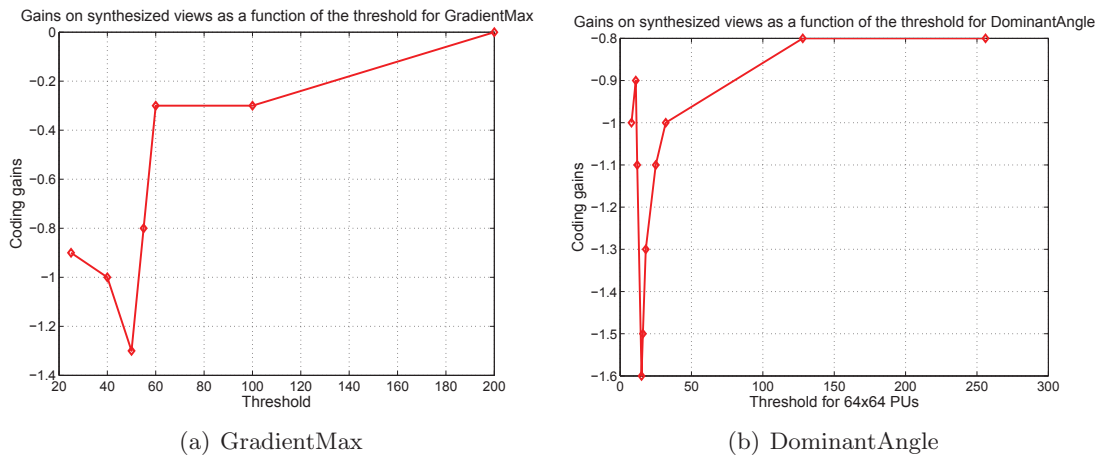 Gains on synthesized views as a function of the threshold for GradientMax
0
−0.2
−0.4
−0.6
−0.8
−1
−1.2
−1.4
Coding gains
20 40 60 80 100 120 140 160 180 200
Threshold
(a) GradientMax
Gains on synthesized views as a function of the threshold for DominantAngle
−0.8
−0.9
−1
−1.1
−1.2
−1.3
−1.4
−1.5
−1.6
Coding gains
0 50 100 150 200 250 300
Threshold for 64x64 PUs
(b) DominantAngle